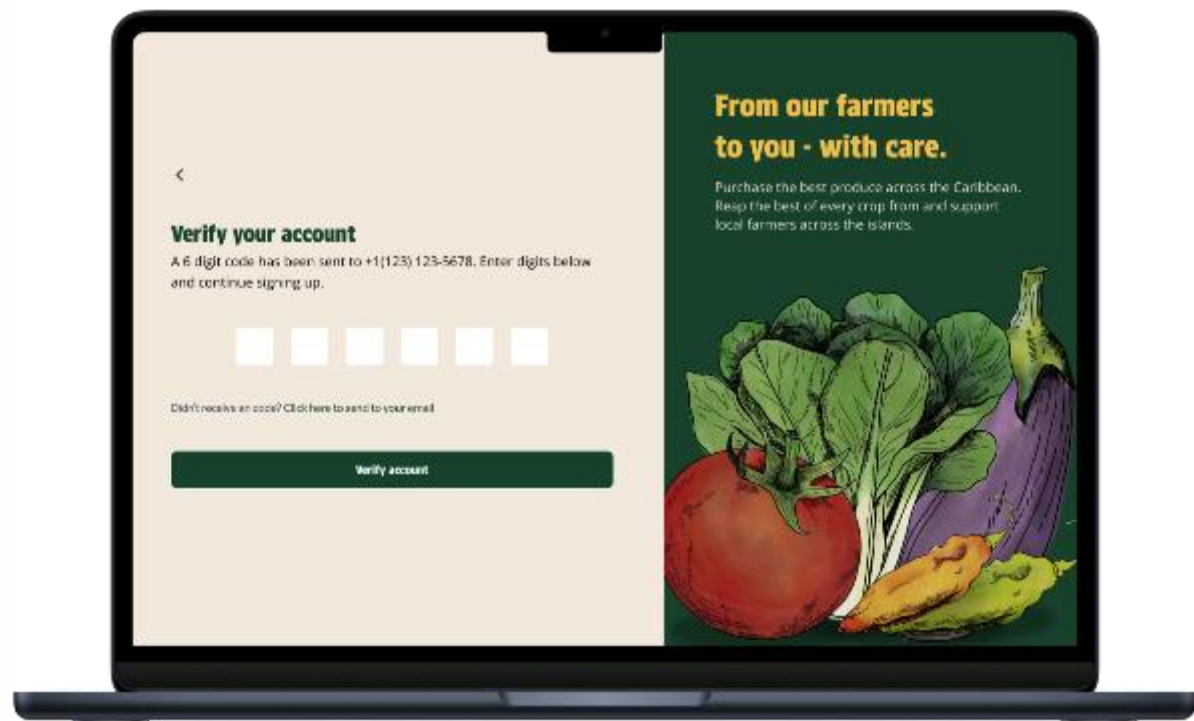 Verify your account
A 6 digit code has been sent to +1(123) 123-5678. Enter digits below
and continue signing up.
Didn't receive an code? Click here to send to your email
Verify account
From our farmers
to you - with care.
Purchase the best produce across the Caribbean.
Reap the best of every crop from and support
local farmers across the islands.